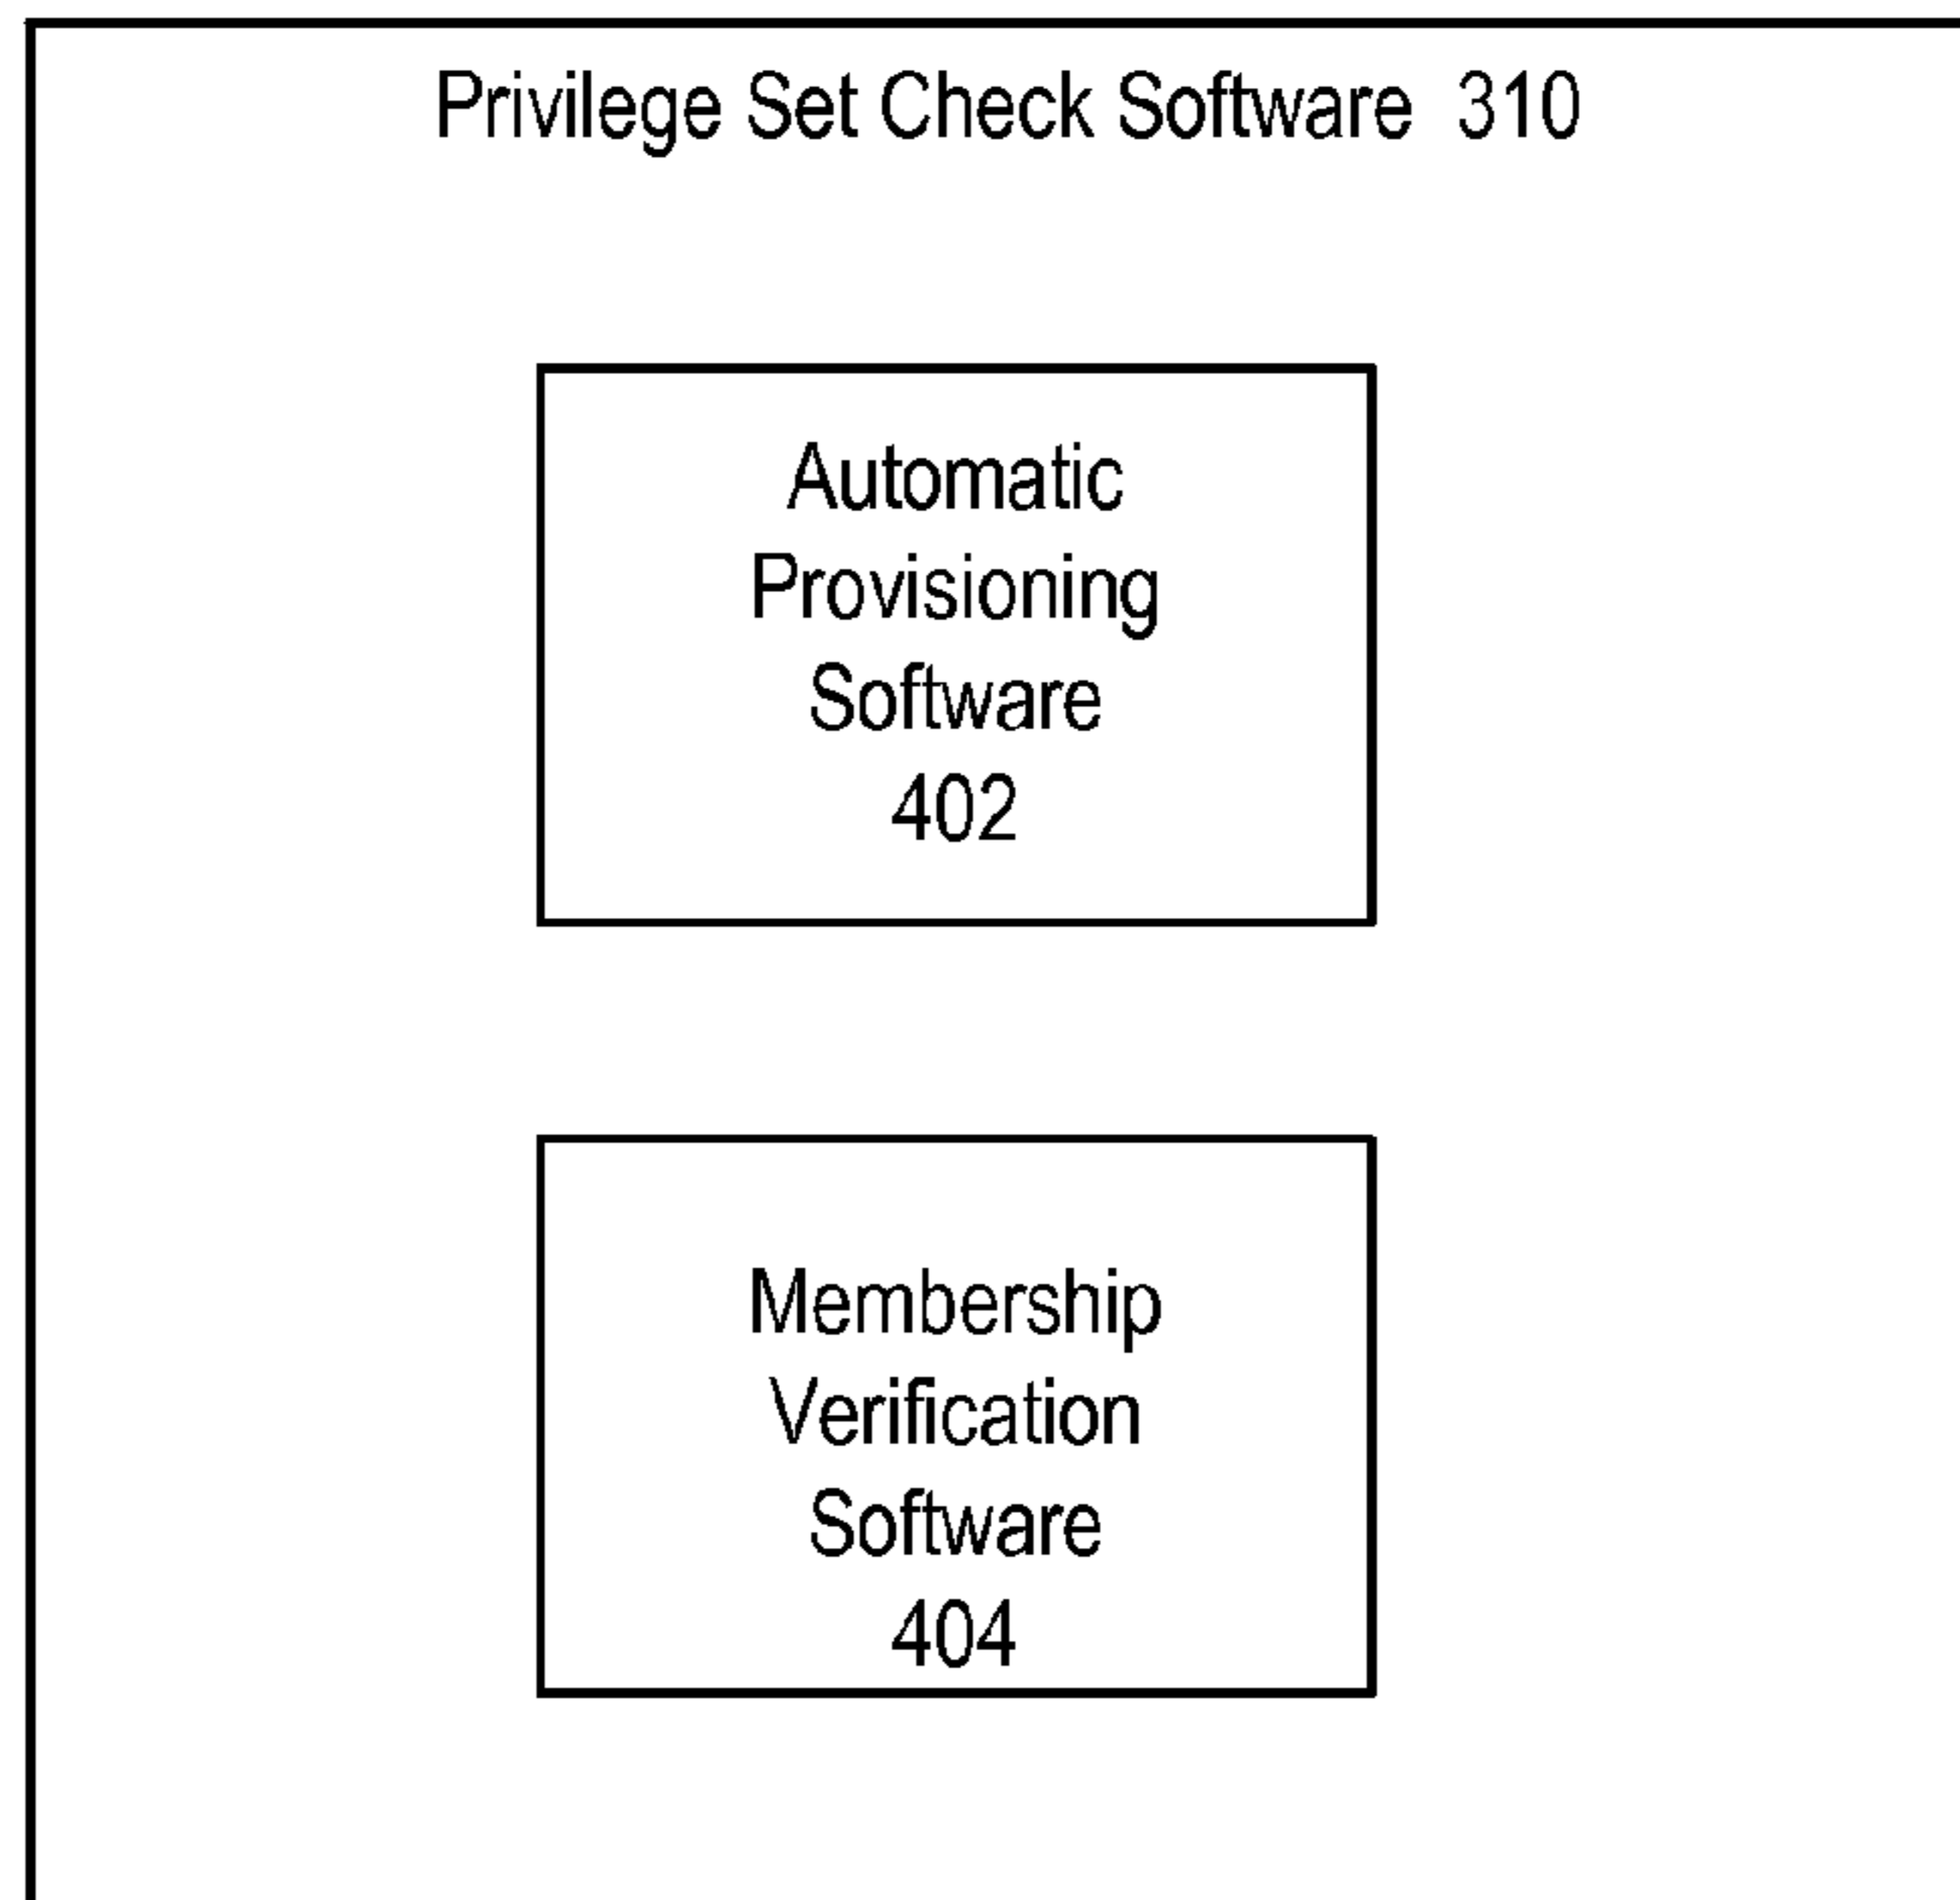 Privilege Set Check Software 310
Automatic
Provisioning
Software
402
Membership
Verification
Software
404